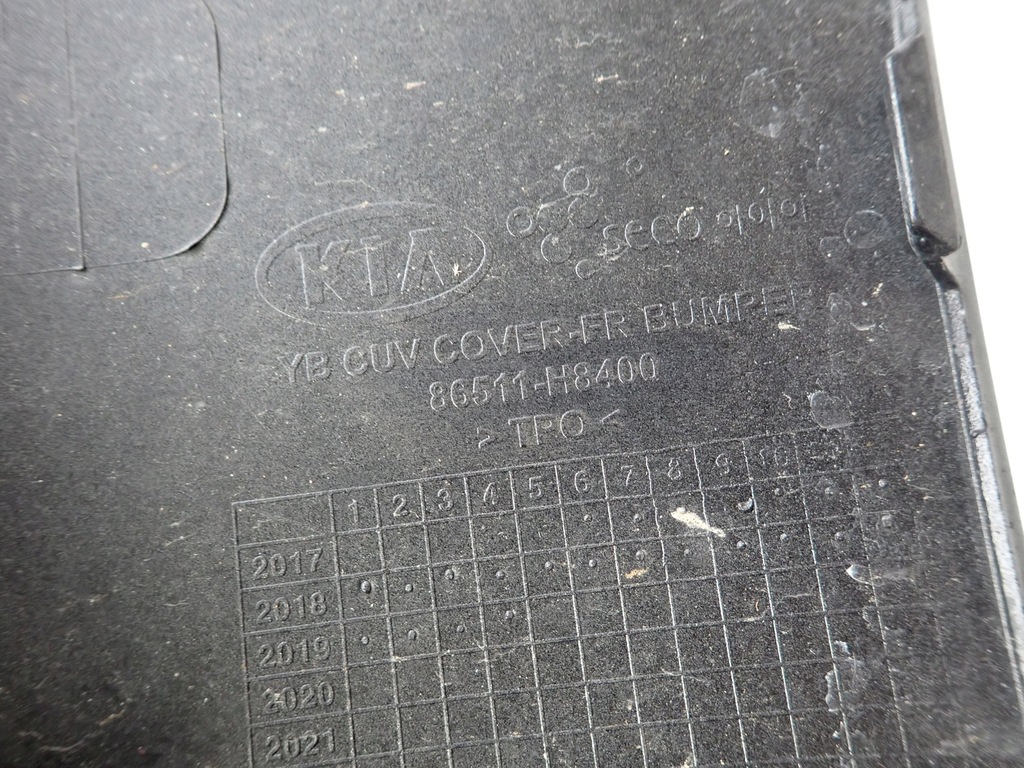 KIA
seco
YB CUV COVER-FR BUMPER
86511-H8400
> TPO <
1 2 3 4 5 6 7 8 9 10
2017
2018
2019
2020
2021